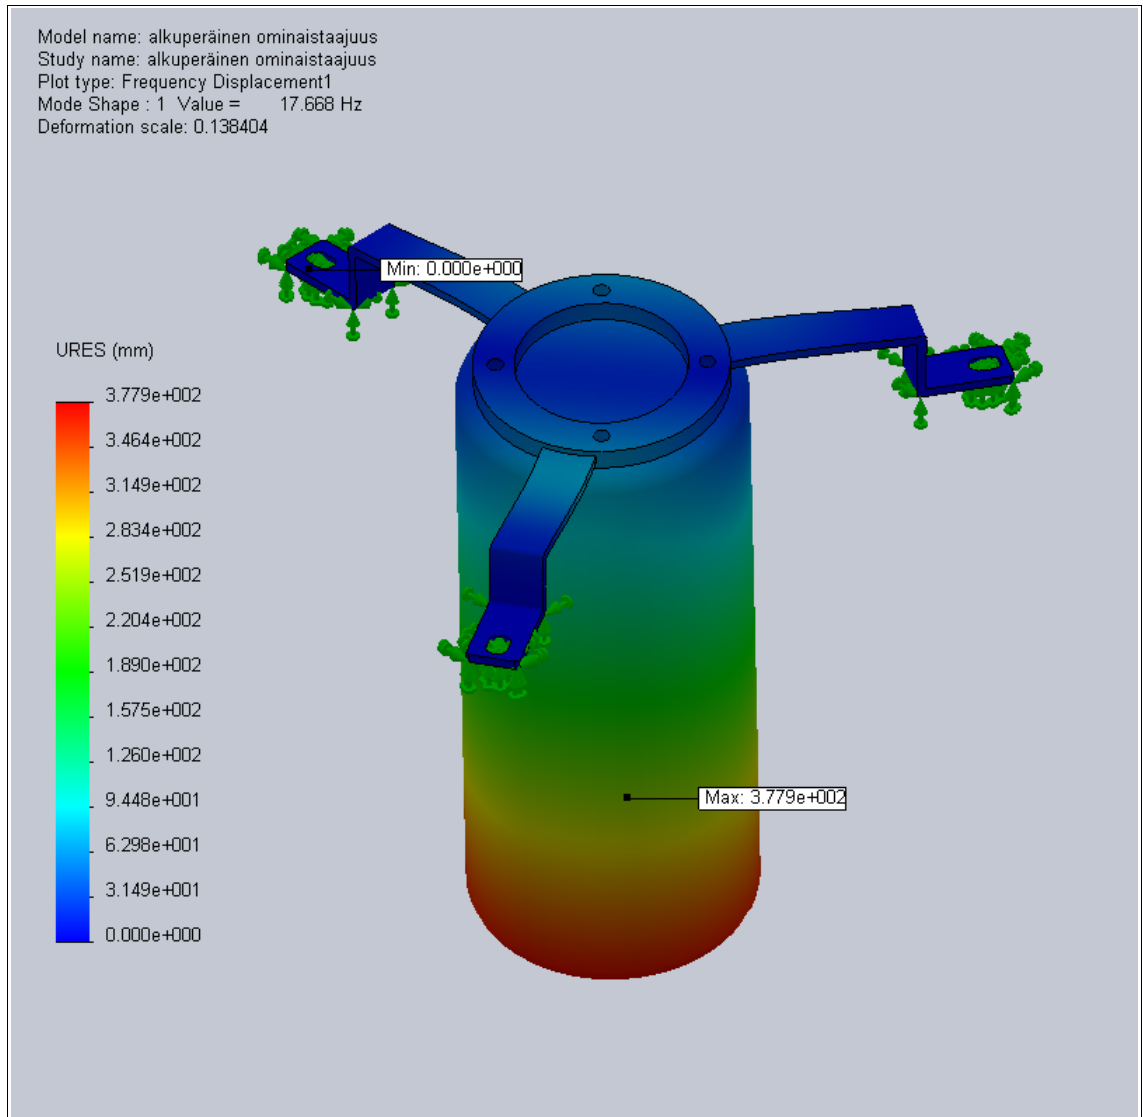 Model name: alkuperäinen ominaistaajuus
Study name: alkuperäinen ominaistaajuus
Plot type: Frequency Displacement1
Mode Shape : 1 Value = 17.668 Hz
Deformation scale: 0.138404
Min: 0.000e+000
URES (mm)
3.779e+002
3.464e+002
3.149e+002
2.834e+002
2.519e+002
2.204e+002
1.890e+002
1.575e+002
1.260e+002
9.448e+001
6.298e+001
3.149e+001
0.000e+000
Max: 3.779e+002